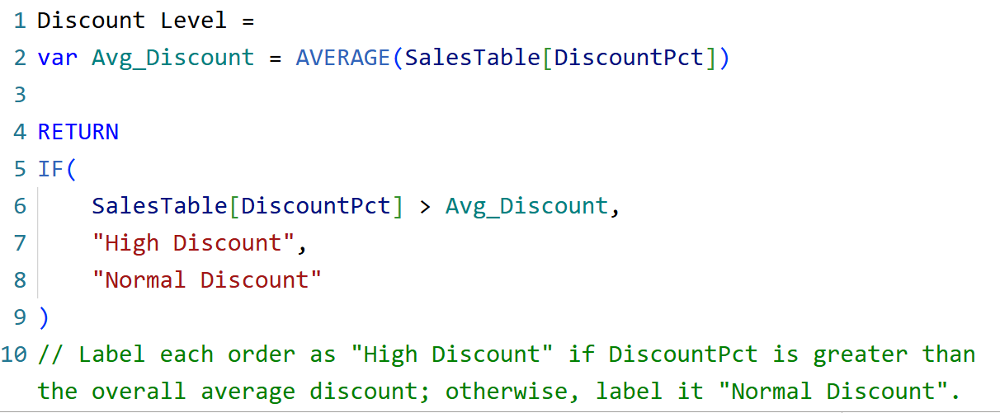 1 Discount Level =
2 var Avg_Discount = AVERAGE(SalesTable[DiscountPct])
3
4 RETURN
5 IF(
6     SalesTable[DiscountPct] > Avg_Discount,
7     "High Discount",
8     "Normal Discount"
9 )
10 // Label each order as "High Discount" if DiscountPct is greater than
the overall average discount; otherwise, label it "Normal Discount".